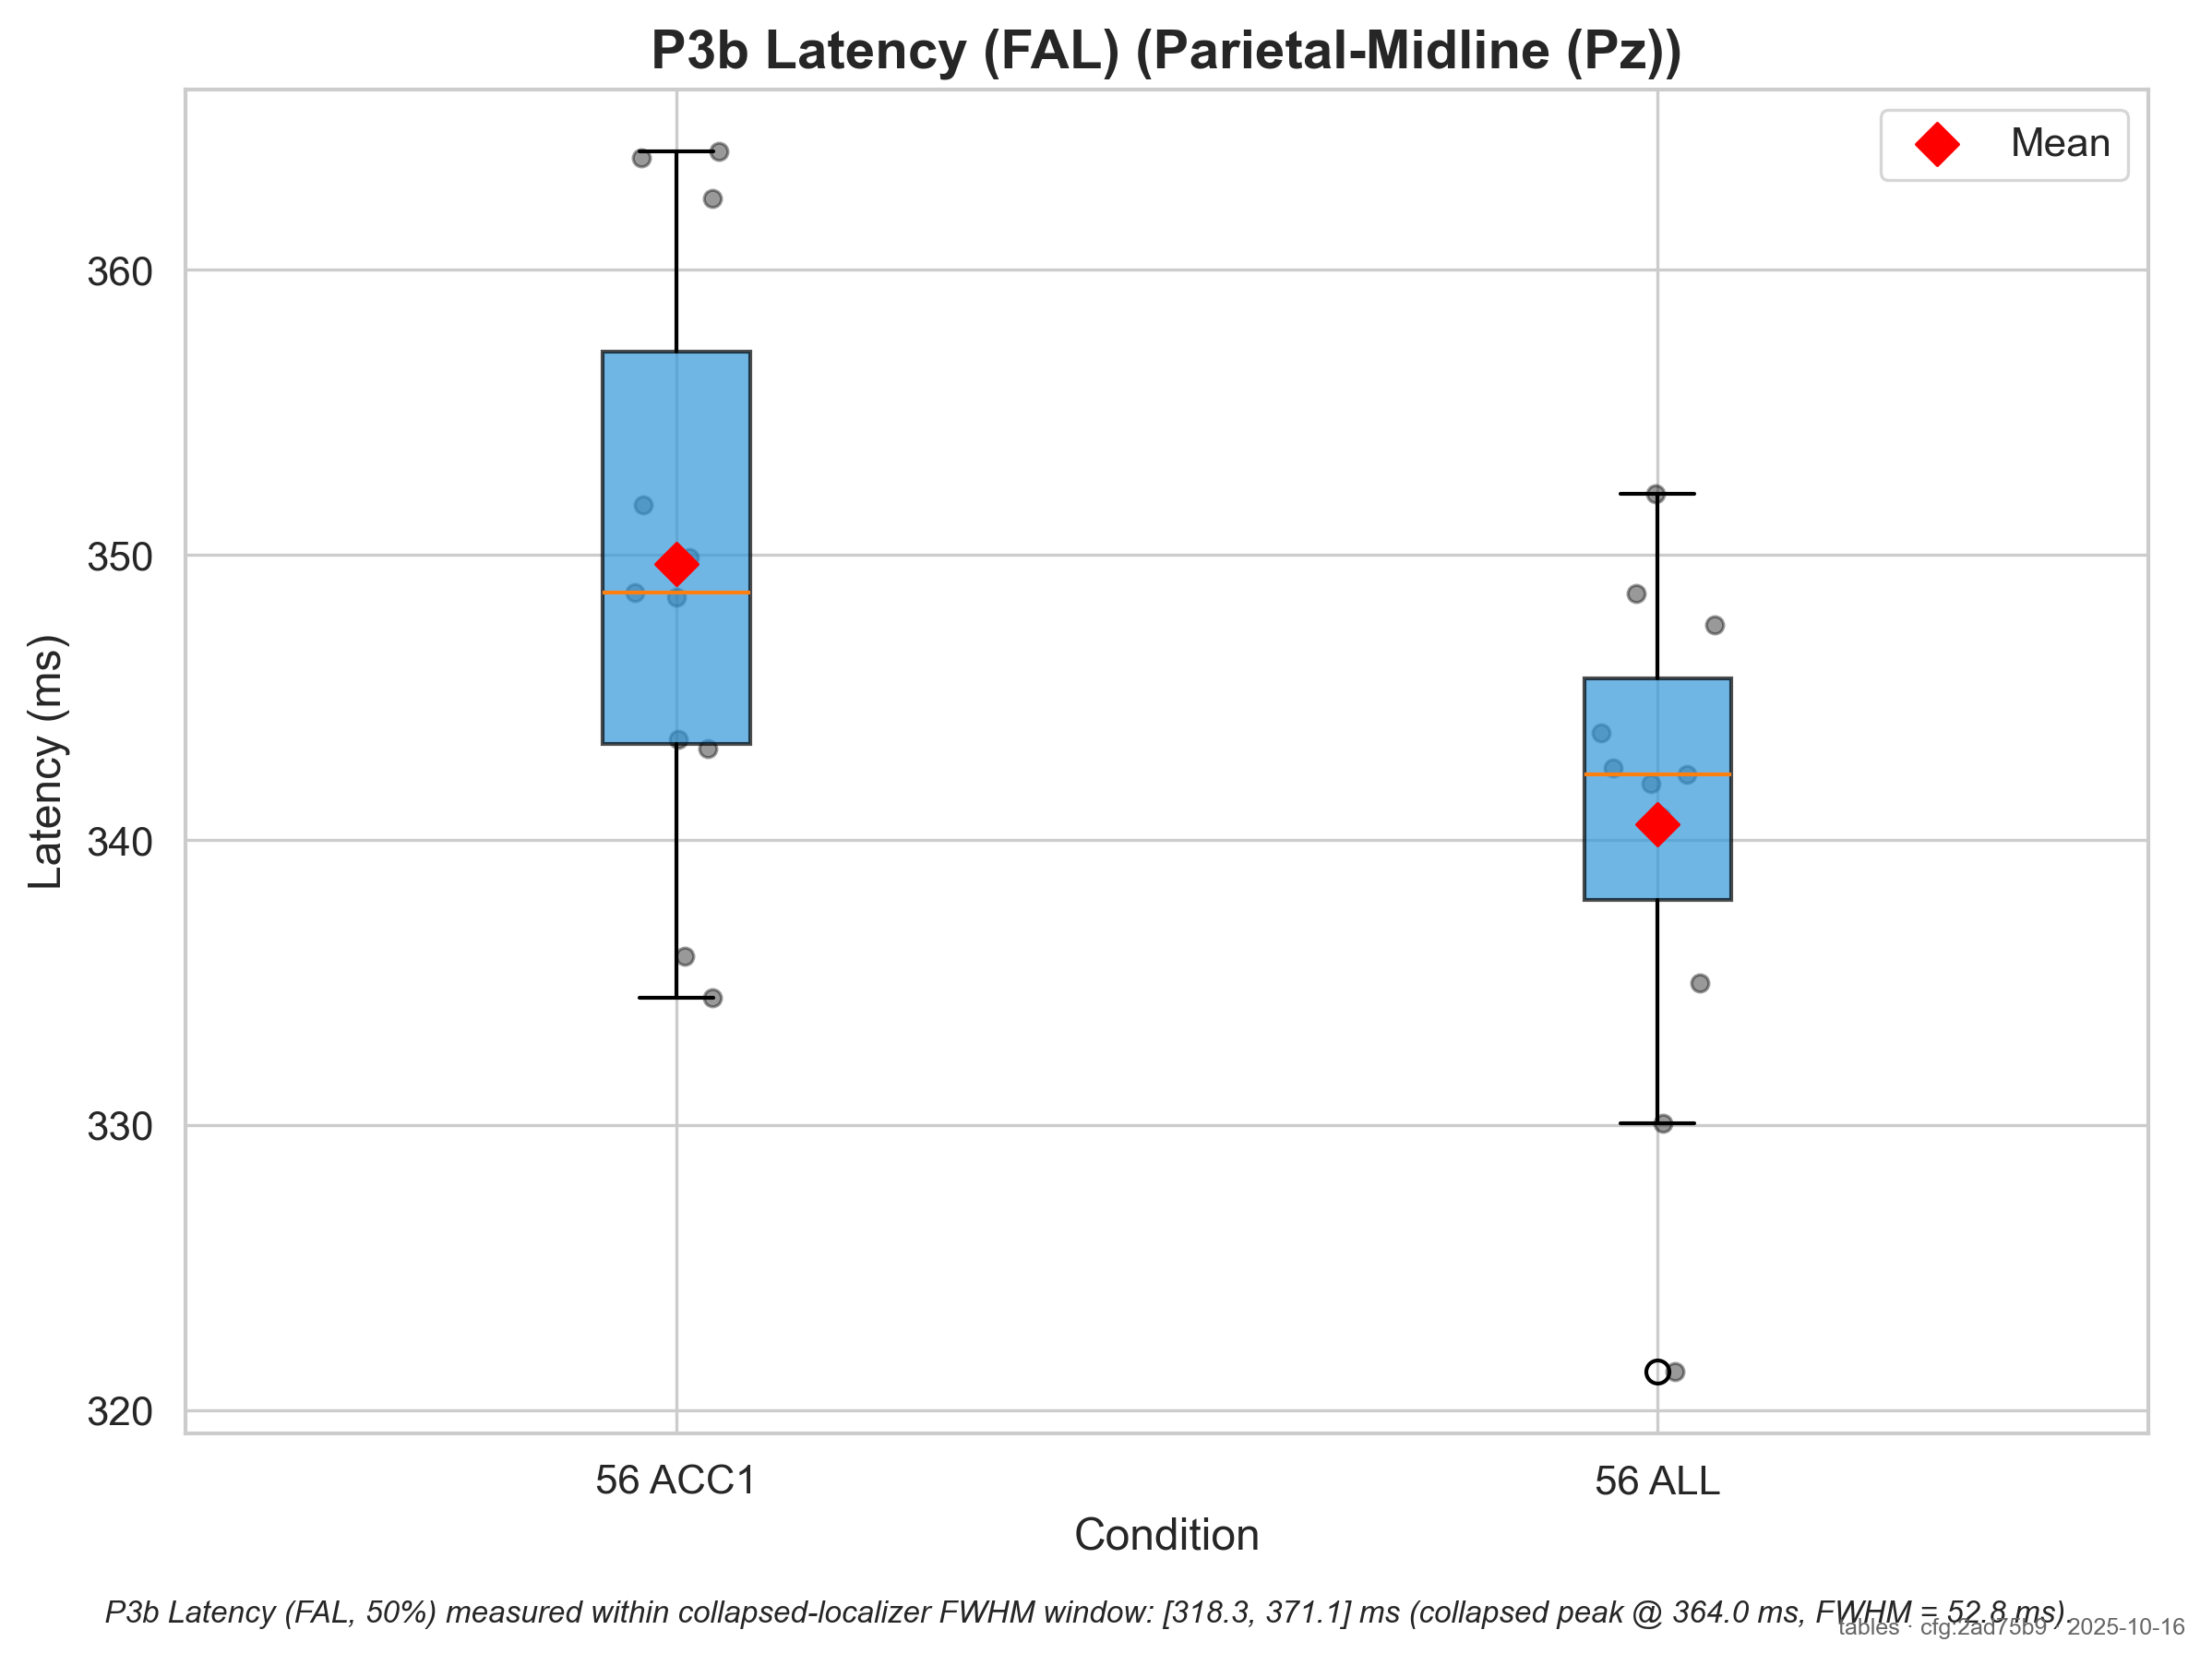 P3b Latency (FAL) (Parietal-Midline (Pz))
Mean
360
350
340
330
320
Latency (ms)
56 ACC1
56 ALL
Condition
P3b Latency (FAL, 50%) measured within collapsed-localizer FWHM window: [318.3, 371.1] ms (collapsed peak @ 364.0 ms, FWHM = 52.8 ms).
tables · cfg:2ad75b9 · 2025-10-16